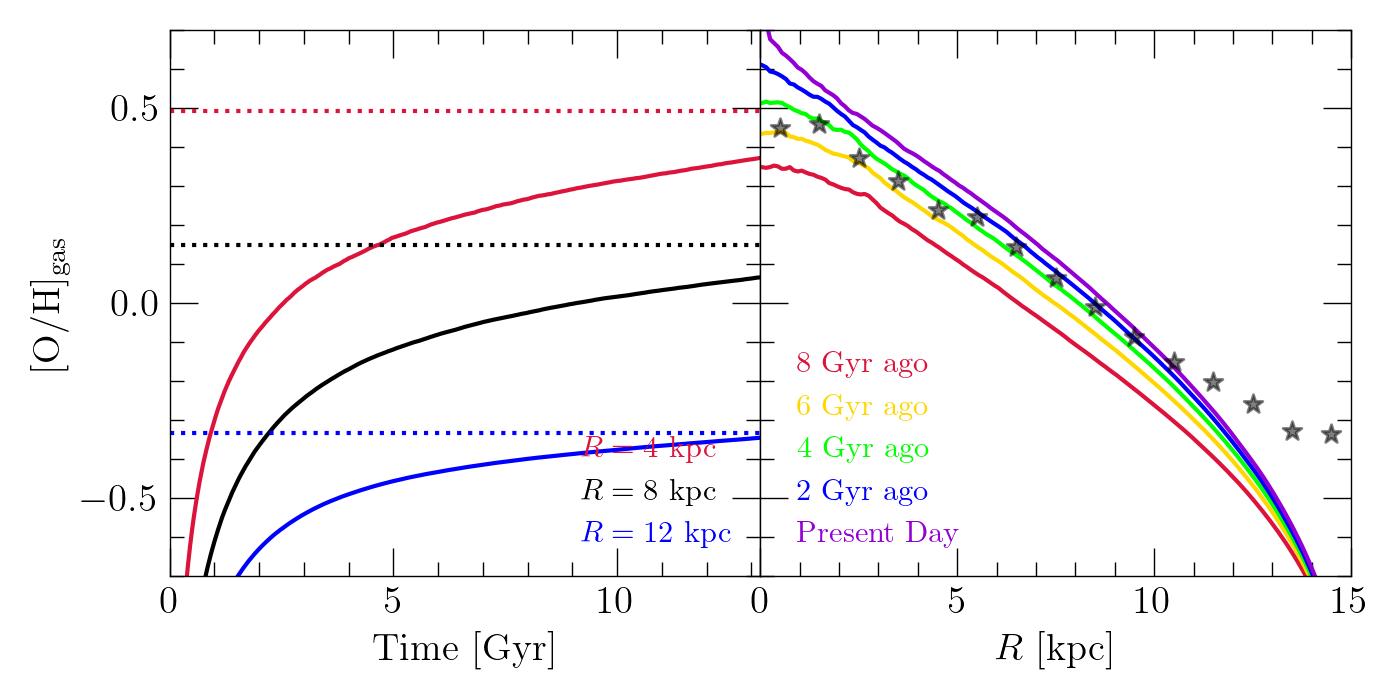 [O/H]gas
0.5
0.0
−0.5
R = 4 kpc
R = 8 kpc
R = 12 kpc
0
5
10
Time [Gyr]
8 Gyr ago
6 Gyr ago
4 Gyr ago
2 Gyr ago
Present Day
0
5
10
15
R [kpc]